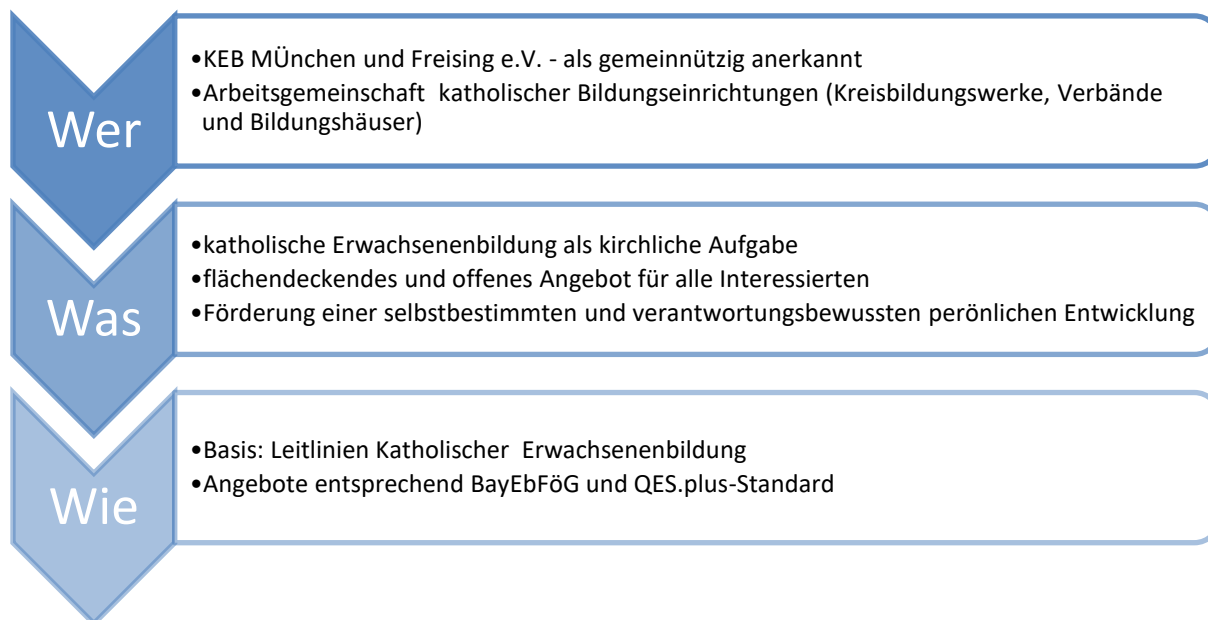 Wer
•KEB MÜnchen und Freising e.V. - als gemeinnützig anerkannt
•Arbeitsgemeinschaft katholischer Bildungseinrichtungen (Kreisbildungswerke, Verbände
und Bildungshäuser)
Was
•katholische Erwachsenenbildung als kirchliche Aufgabe
•flächendeckendes und offenes Angebot für alle Interessierten
•Förderung einer selbstbestimmten und verantwortungsbewussten perönlichen Entwicklung
Wie
•Basis: Leitlinien Katholischer Erwachsenenbildung
•Angebote entsprechend BayEbFöG und QES.plus-Standard